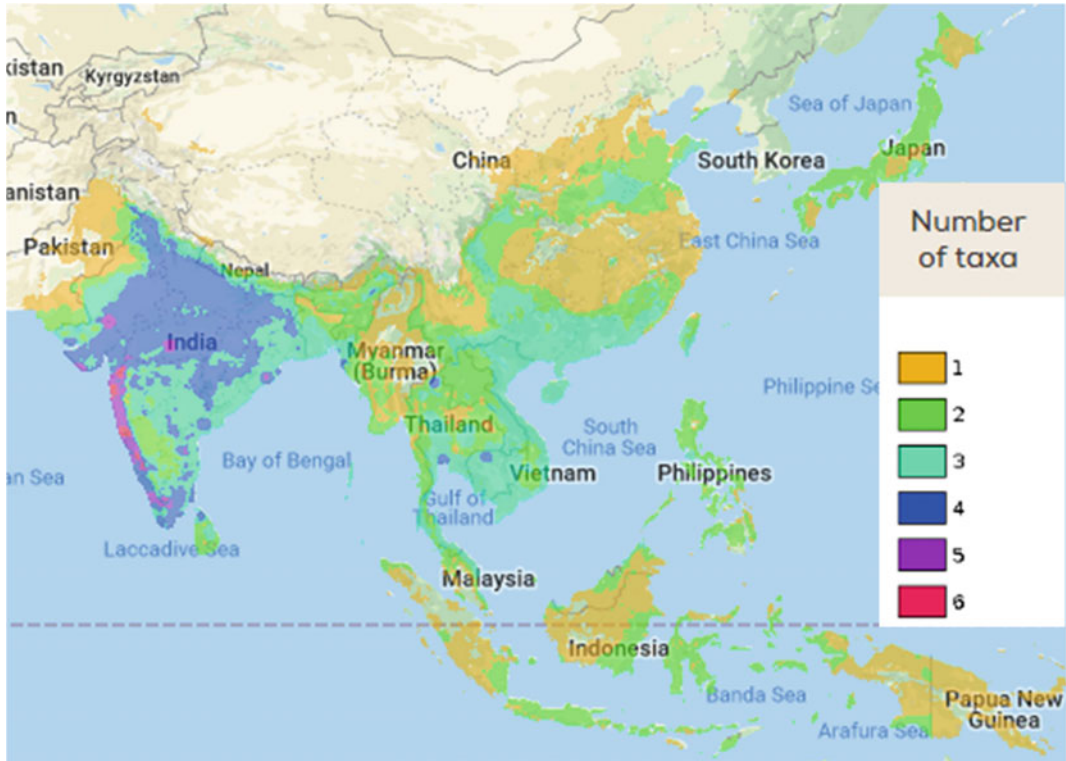 xistan
Kyrgyzstan
n
Sea of Japan
China
South Korea
Japan
anistan
Number
of taxa
Pakistan
East China Sea
Nepal
India
Myanmar
(Burma)
1
Philippine Se
2
Thailand
South
China Sea
3
Bay of Bengal
an Sea
Vietnam
Philippines
Gulf of
Thailand
4
Laccadive Sea
5
Malaysia
6
Indonesia
Banda Sea
Papua New
Guinea
Arafura Sea